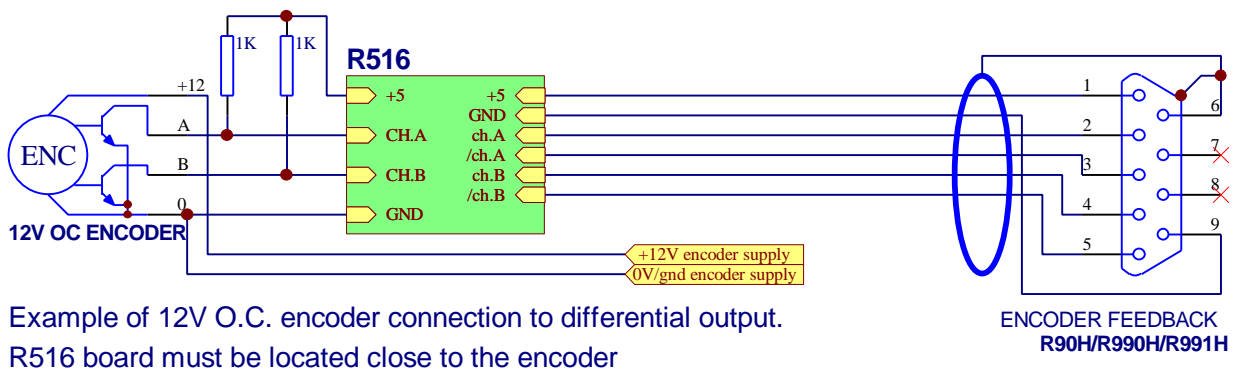 1K
1K
R516
+12
+5
+5
1
GND
6
A
CH.A
ch.A
2
/ch.A
7
ENC
3
B
CH.B
ch.B
/ch.B
8
0
GND
4
9
12V OC ENCODER
5
+12V encoder supply
0V/gnd encoder supply
Example of 12V O.C. encoder connection to differential output.
ENCODER FEEDBACK
R90H/R990H/R991H
R516 board must be located close to the encoder